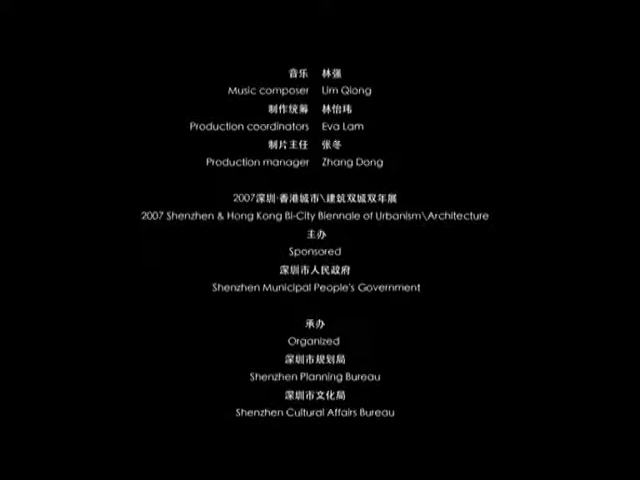 音乐 林强
Music composer Lim Qiong
制作统筹 林怡玮
Production coordinators Eva Lam
制片主任 张冬
Production manager Zhang Dong
2007深圳·香港城市\建筑双城双年展
2007 Shenzhen & Hong Kong Bi-City Biennale of Urbanism\Architecture
主办
Sponsored
深圳市人民政府
Shenzhen Municipal People's Government
承办
Organized
深圳市规划局
Shenzhen Planning Bureau
深圳市文化局
Shenzhen Cultural Affairs Bureau